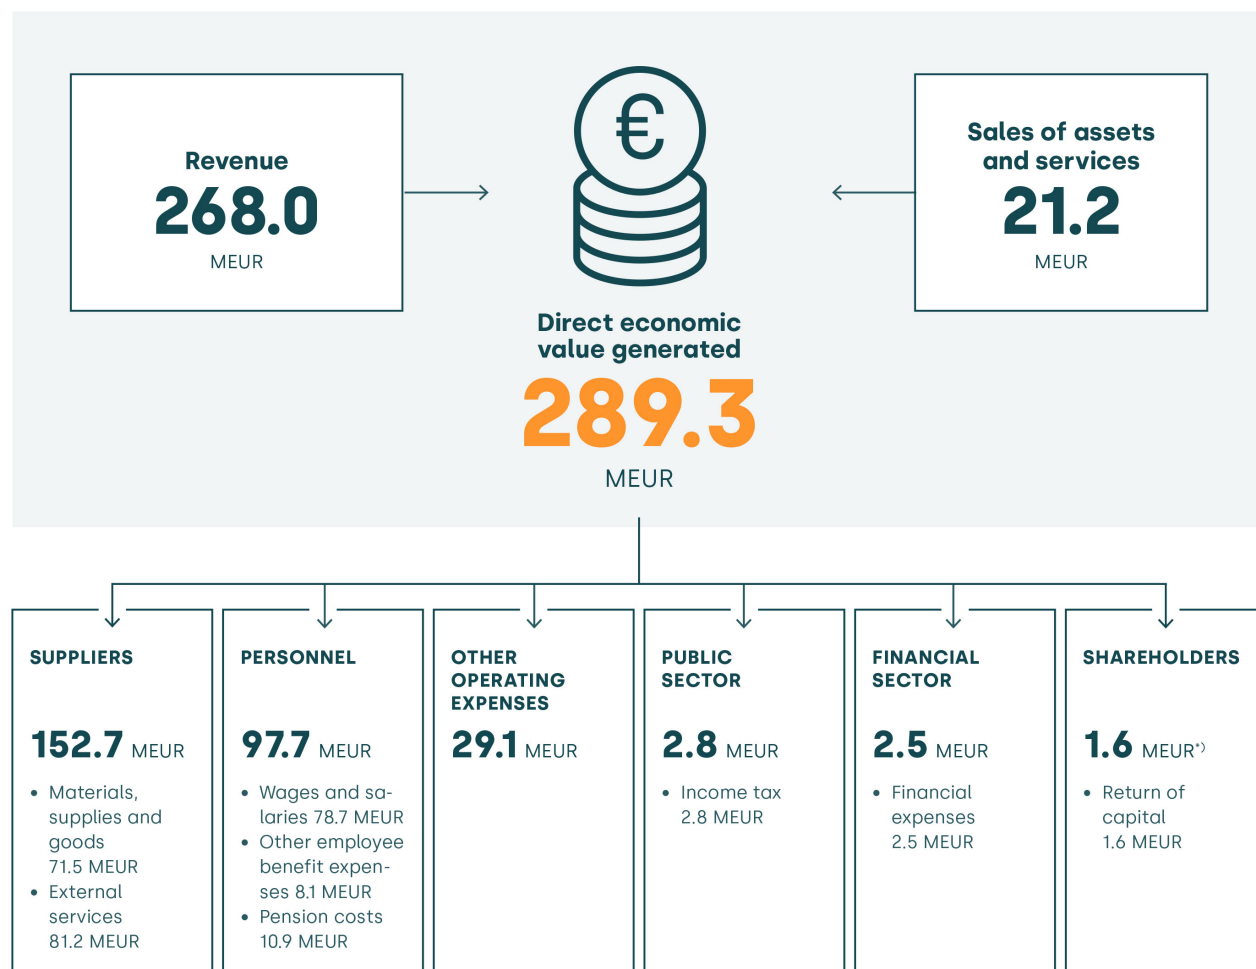 €
Revenue
268.0
MEUR
Sales of assets
and services
21.2
MEUR
Direct economic
value generated
289.3
MEUR
SUPPLIERS
152.7 MEUR
• Materials,
supplies and
goods
71.5 MEUR
• External
services
81.2 MEUR
PERSONNEL
97.7 MEUR
• Wages and sa-
laries 78.7 MEUR
• Other employee
benefit expen-
ses 8.1 MEUR
• Pension costs
10.9 MEUR
OTHER
OPERATING
EXPENSES
29.1 MEUR
PUBLIC
SECTOR
2.8 MEUR
• Income tax
2.8 MEUR
FINANCIAL
SECTOR
2.5 MEUR
• Financial
expenses
2.5 MEUR
SHAREHOLDERS
1.6 MEUR*)
• Return of
capital
1.6 MEUR